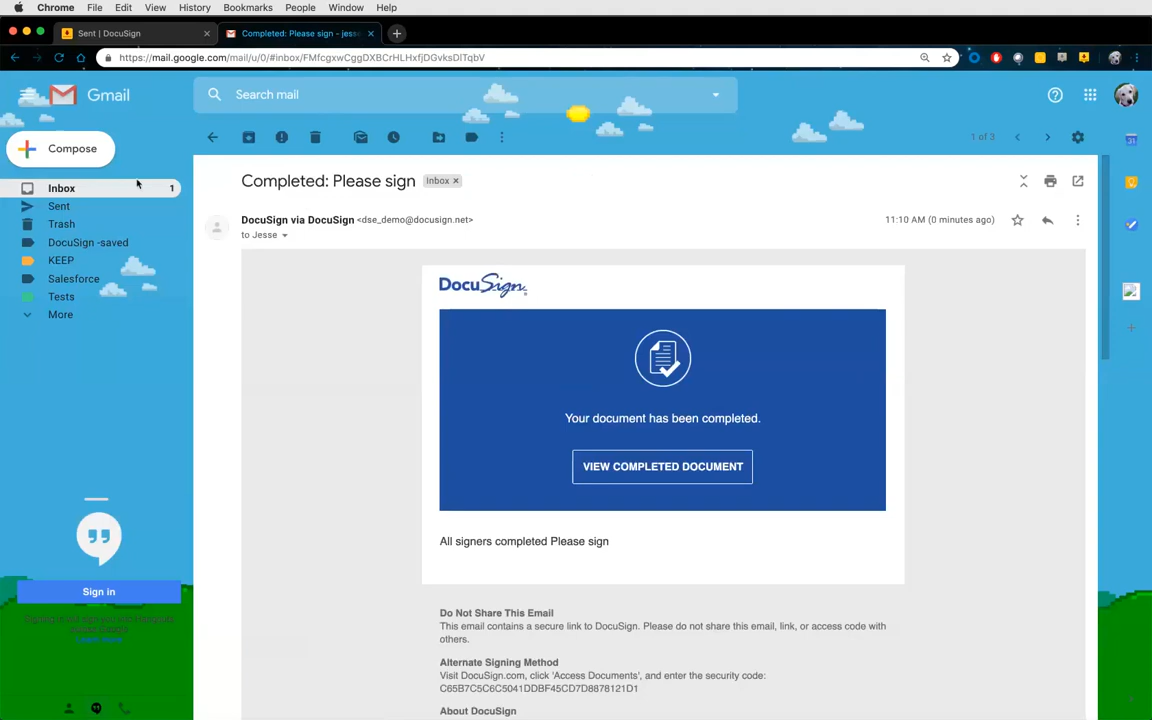 Chrome File Edit View History Bookmarks People Window Help
Sent | DocuSign
Completed: Please sign - jess
https://mail.google.com/mail/u/0/#inbox/FMfcgxwCggDXBCrHLHxfjDGvksDlTqbV
Gmail
Search mail
Compose
1 of 3
Inbox 1
Sent
Trash
DocuSign -saved
KEEP
Salesforce
Tests
More
Completed: Please sign Inbox x
DocuSign via DocuSign <dse_demo@docusign.net>
11:10 AM (0 minutes ago)
to Jesse
DocuSign
Your document has been completed.
VIEW COMPLETED DOCUMENT
All signers completed Please sign
Do Not Share This Email
This email contains a secure link to DocuSign. Please do not share this email, link, or access code with
others.
Alternate Signing Method
Visit DocuSign.com, click 'Access Documents', and enter the security code:
C65B7C5C6C5041DDBF45CD7D8878121D1
About DocuSign
Sign in